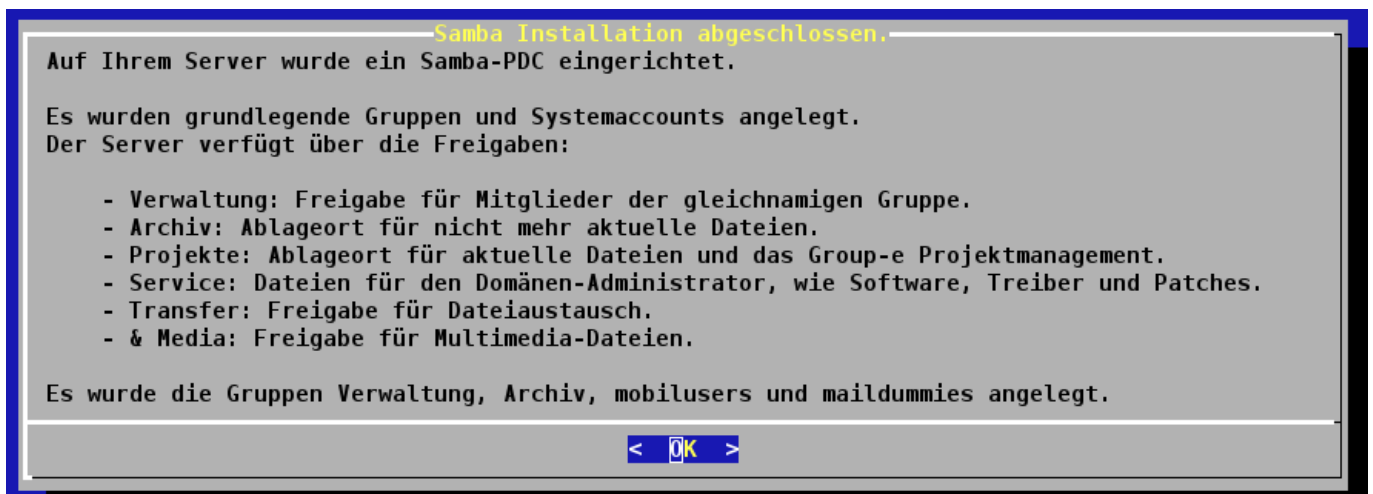 Samba Installation abgeschlossen.
Auf Ihrem Server wurde ein Samba-PDC eingerichtet.
Es wurden grundlegende Gruppen und Systemaccounts angelegt.
Der Server verfügt über die Freigaben:
- Verwaltung: Freigabe für Mitglieder der gleichnamigen Gruppe.
- Archiv: Ablageort für nicht mehr aktuelle Dateien.
- Projekte: Ablageort für aktuelle Dateien und das Group-e Projektmanagement.
- Service: Dateien für den Domänen-Administrator, wie Software, Treiber und Patches.
- Transfer: Freigabe für Dateiaustausch.
- & Media: Freigabe für Multimedia-Dateien.
Es wurde die Gruppen Verwaltung, Archiv, mobilusers und maildummies angelegt.
< OK >